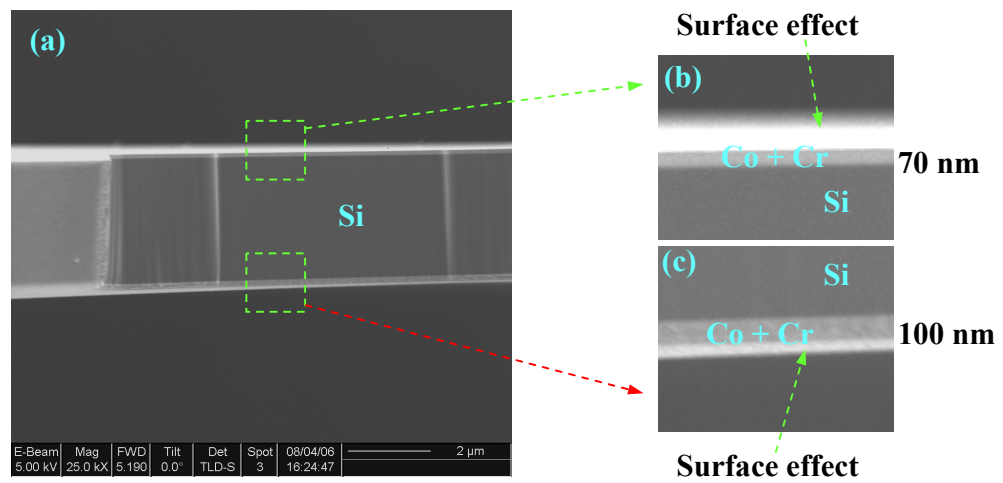 Surface effect
(a)
(b)
Co + Cr
70 nm
Si
Si
(c)
Si
Co + Cr
100 nm
E-Beam Mag FWD Tilt Det Spot 08/04/06 2 µm
5.00 kV 25.0 kX 5.190 0.0° TLD-S 3 16:24:47
Surface effect